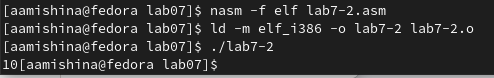 [aamishina@fedora lab07]$ nasm -f elf lab7-2.asm
[aamishina@fedora lab07]$ ld -m elf_i386 -o lab7-2 lab7-2.o
[aamishina@fedora lab07]$ ./lab7-2
10[aamishina@fedora lab07]$